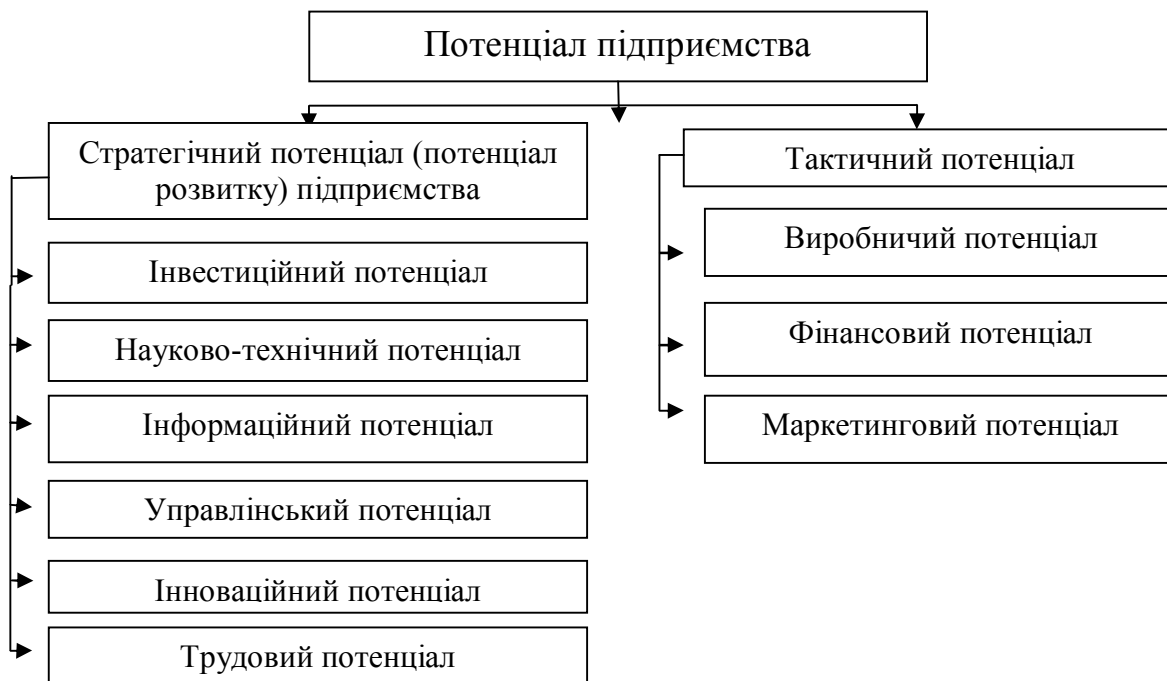 Потенціал підприємства
Стратегічний потенціал (потенціал
розвитку) підприємства
Інвестиційний потенціал
Науково-технічний потенціал
Інформаційний потенціал
Управлінський потенціал
Інноваційний потенціал
Трудовий потенціал
Тактичний потенціал
Виробничий потенціал
Фінансовий потенціал
Маркетинговий потенціал